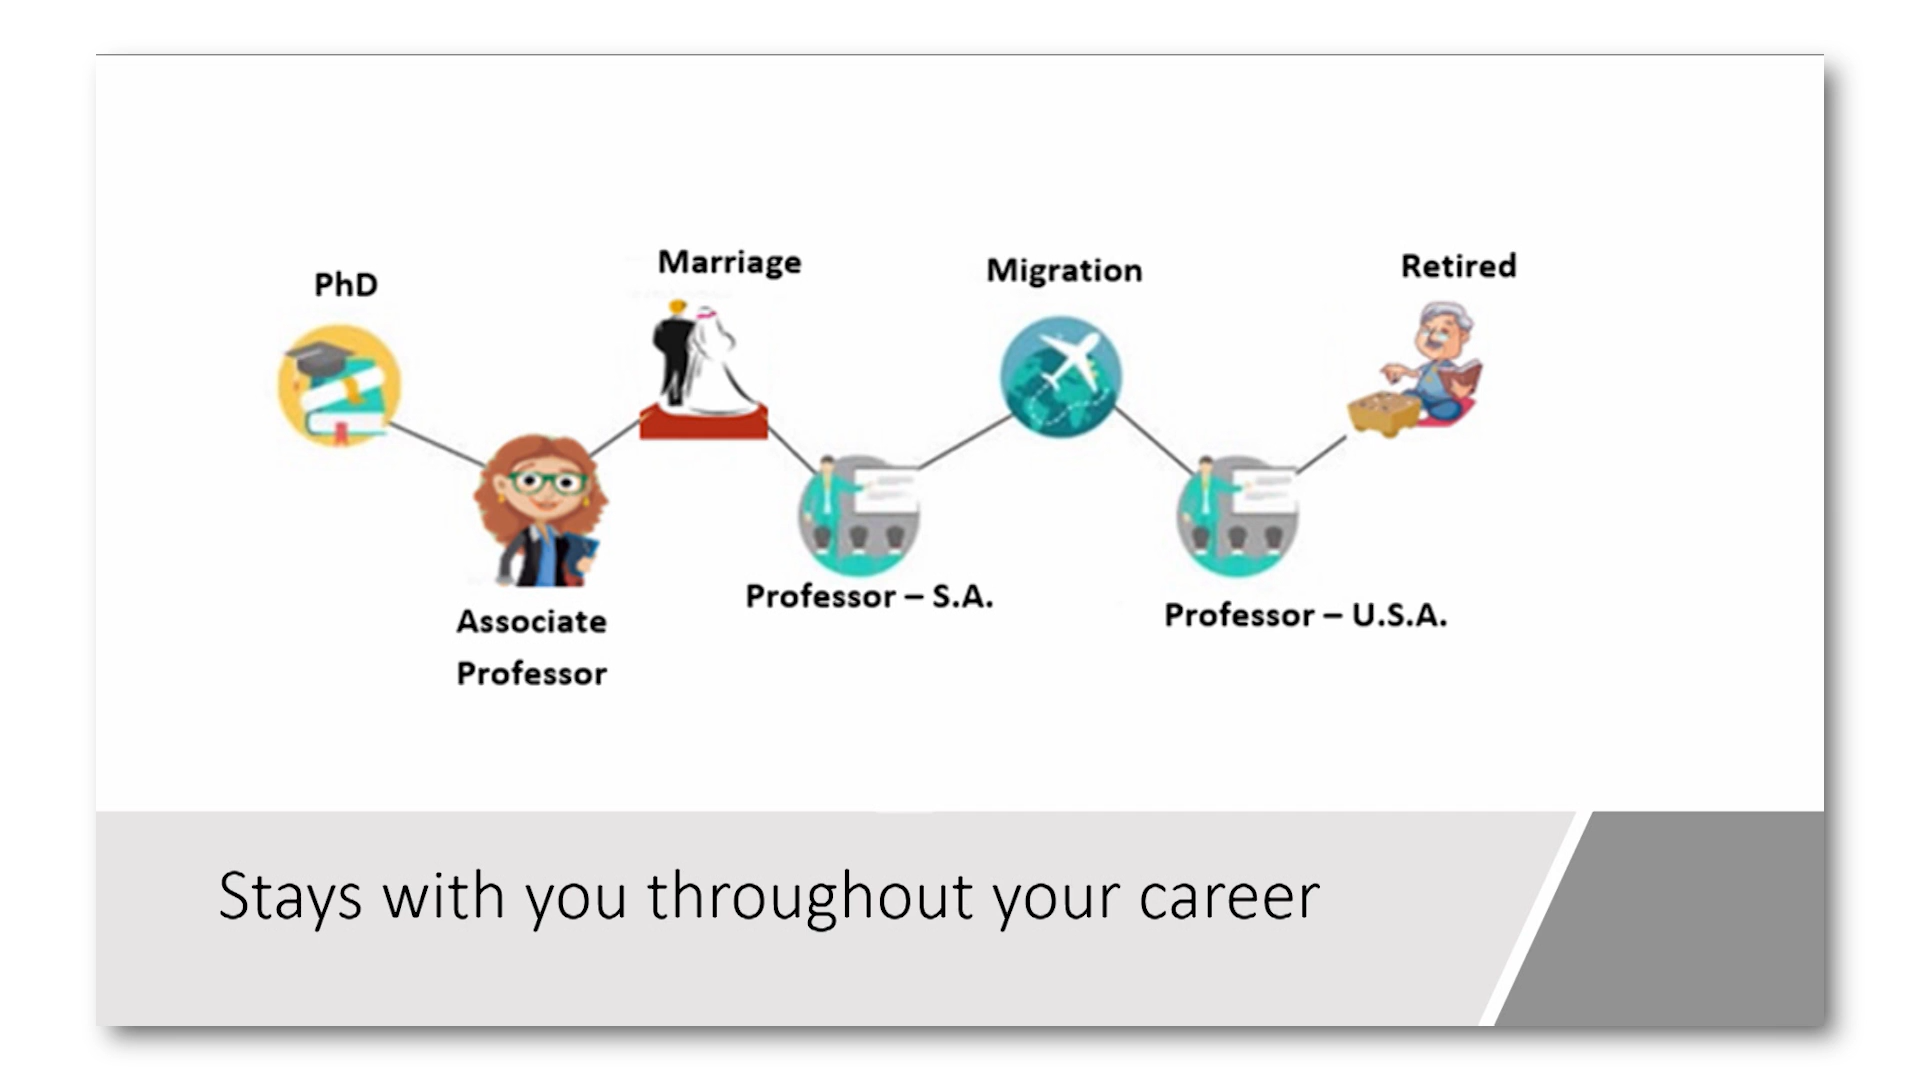 PhD
Associate
Professor
Marriage
Professor – S.A.
Migration
Professor – U.S.A.
Retired
Stays with you throughout your career